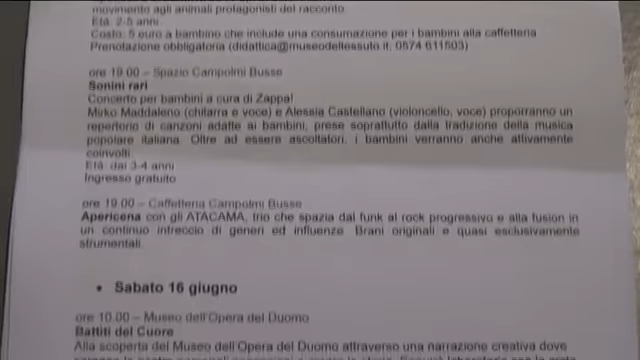 movimento agli animali protagonisti del racconto.
Età: 2-5 anni
Costo: 5 euro a bambino che include una consumazione per i bambini alla caffetteria
Prenotazione obbligatoria (didattica@museodeltessuto.it; 0574 611503)
ore 19.00 – Spazio Campolmi Busse
Sonini rari
Concerto per bambini a cura di Zappa!
Mirko Maddaleno (chitarra e voce) e Alessia Castellano (violoncello, voce) proporranno un
repertorio di canzoni adatte ai bambini, prese soprattutto dalla tradizione della musica
popolare italiana. Oltre ad essere ascoltatori, i bambini verranno anche attivamente
coinvolti.
Età: dai 3-4 anni
Ingresso gratuito
ore 19.00 – Caffetteria Campolmi Busse
Apericena con gli ATACAMA, trio che spazia dal funk al rock progressivo e alla fusion in
un continuo intreccio di generi ed influenze. Brani originali e quasi esclusivamente
strumentali.
• Sabato 16 giugno
ore 10.00 – Museo dell'Opera del Duomo
Battiti del Cuore
Alla scoperta del Museo dell'Opera del Duomo attraverso una narrazione creativa dove